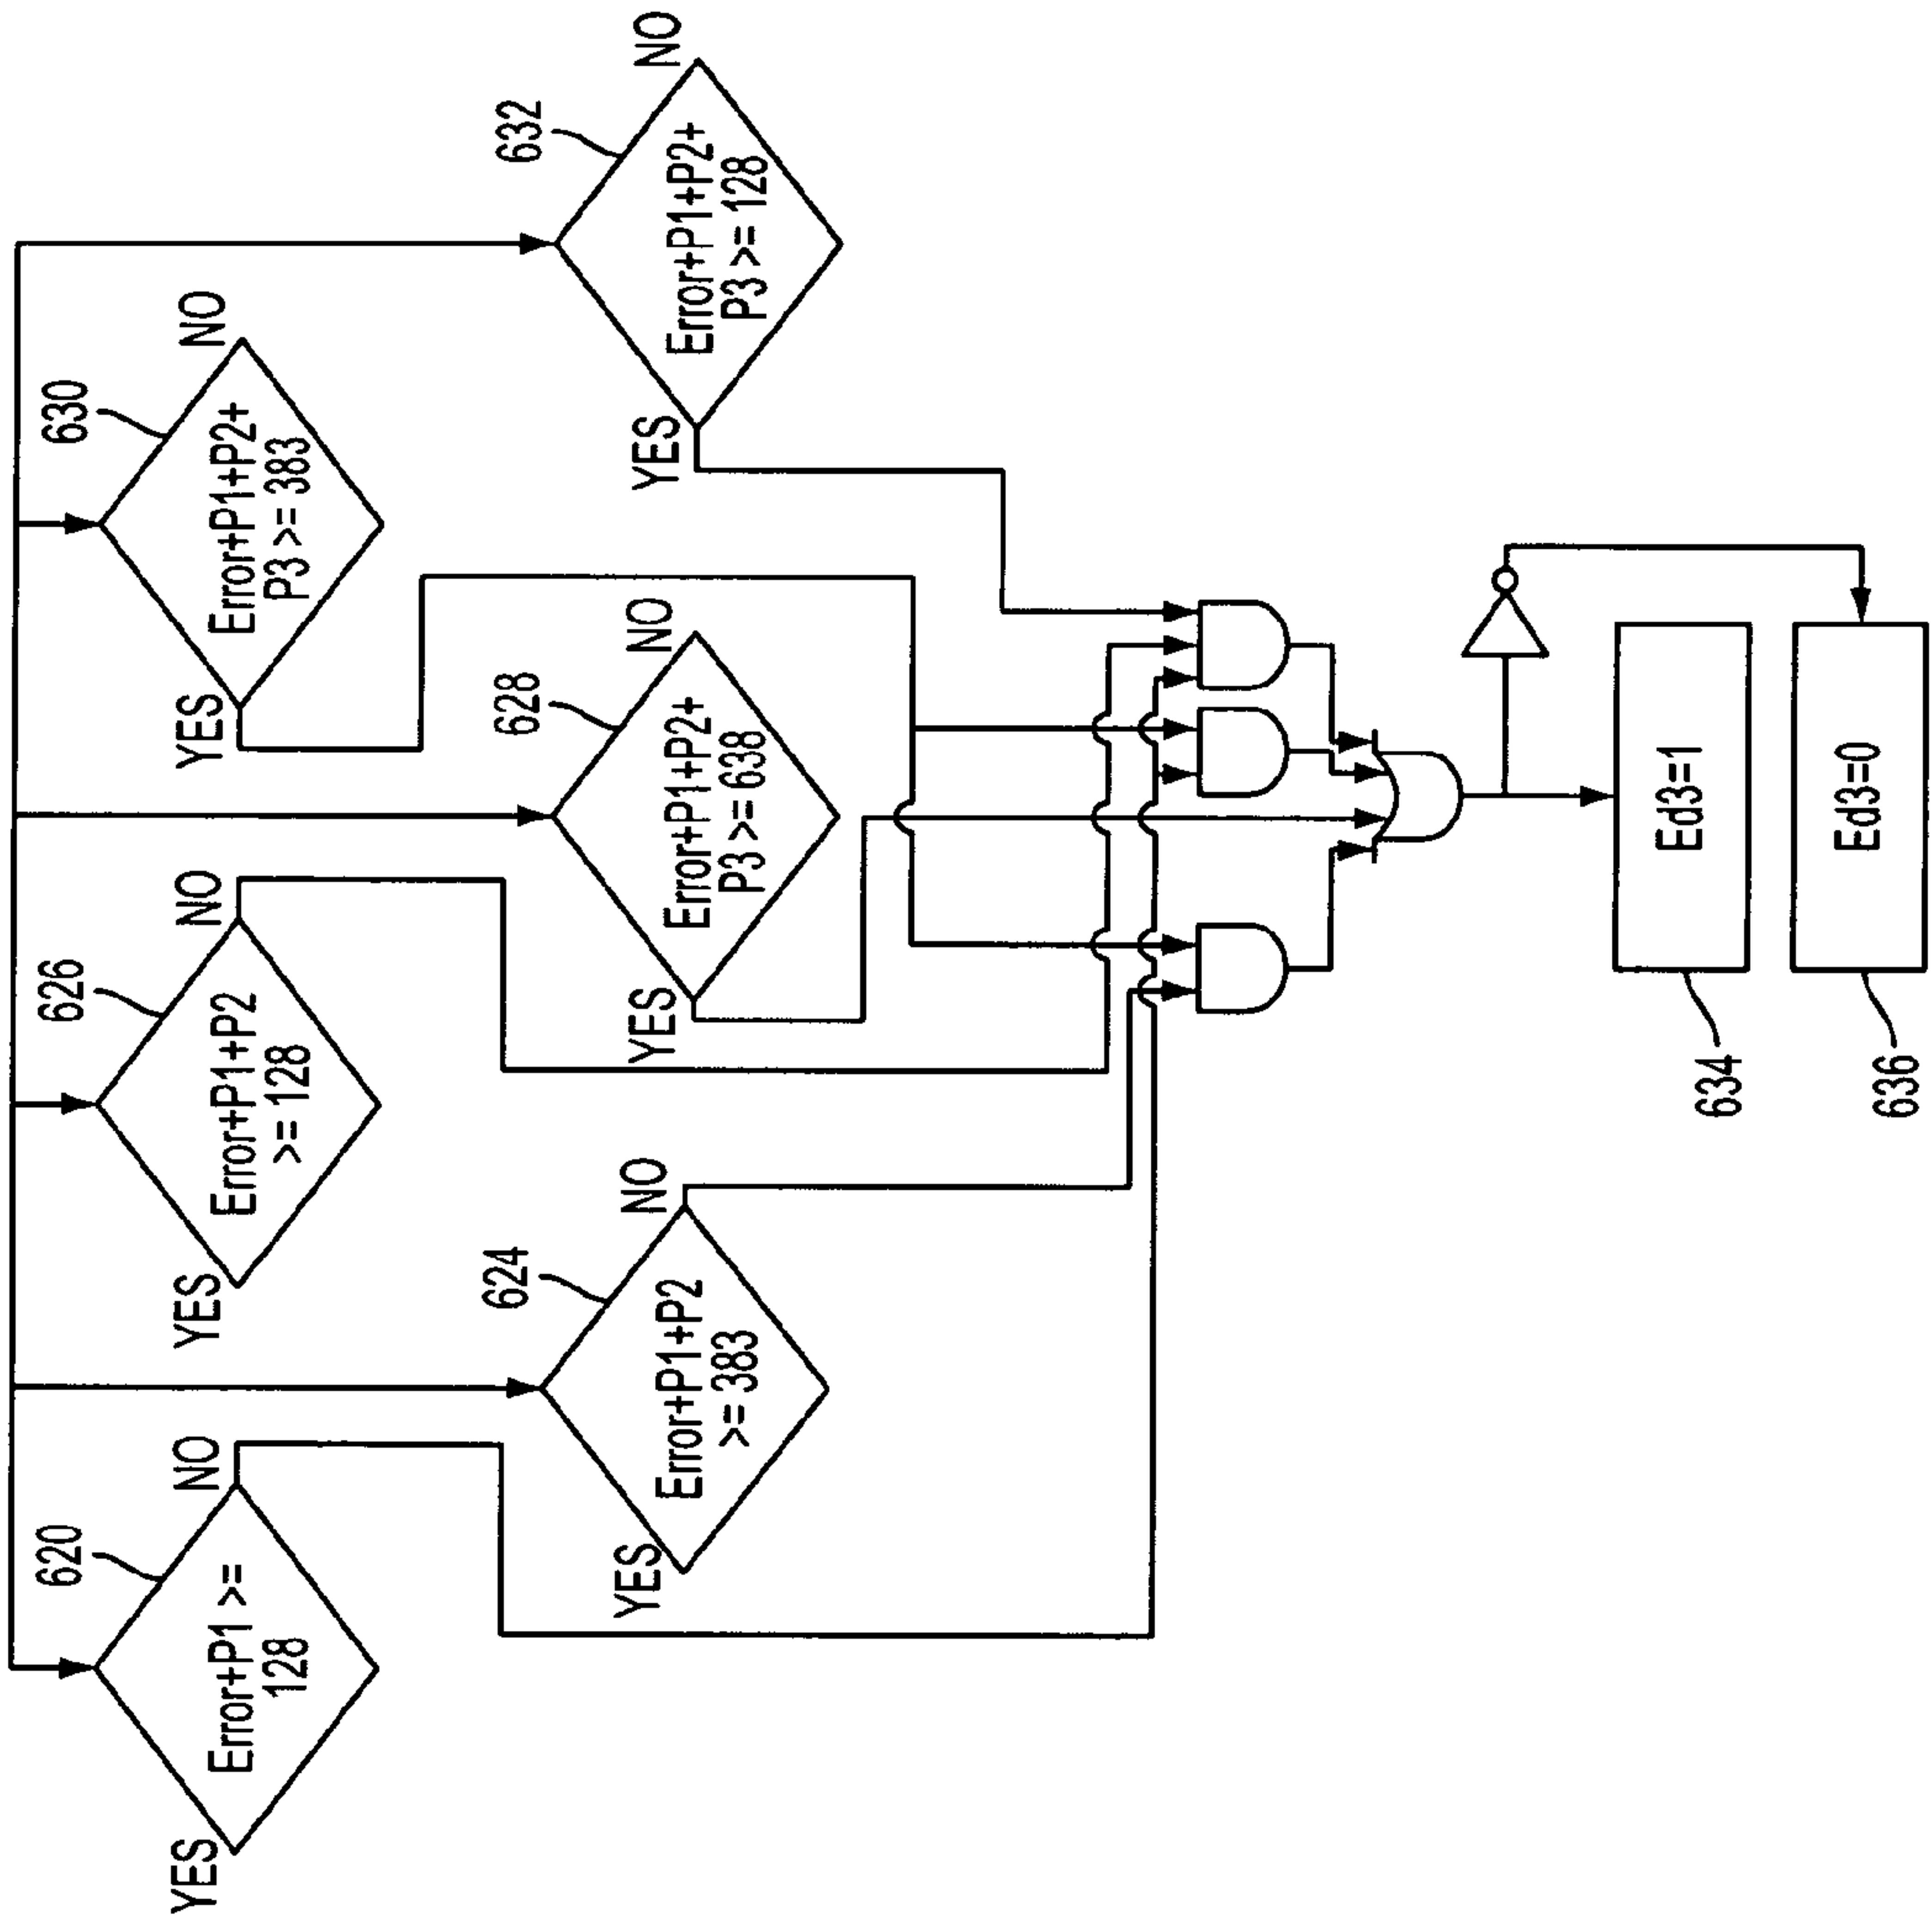 620
Error+P1 >=
128
YES
NO
624
Error+P1+P2
>= 383
YES
NO
626
Error+P1+P2
>= 128
YES
NO
628
Error+P1+P2+
P3 >= 638
YES
NO
630
Error+P1+P2+
P3 >= 383
YES
NO
632
Error+P1+P2+
P3 >= 128
YES
NO
Ed3=1
634
Ed3=0
636